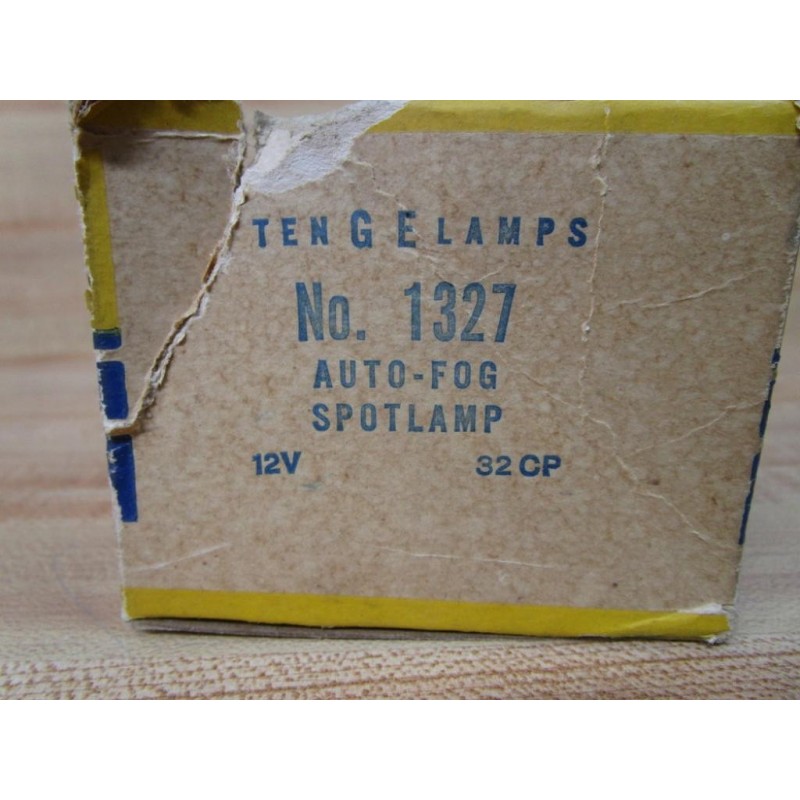 TEN G E LAMPS
No. 1327
AUTO-FOG
SPOTLAMP
12V 32 CP